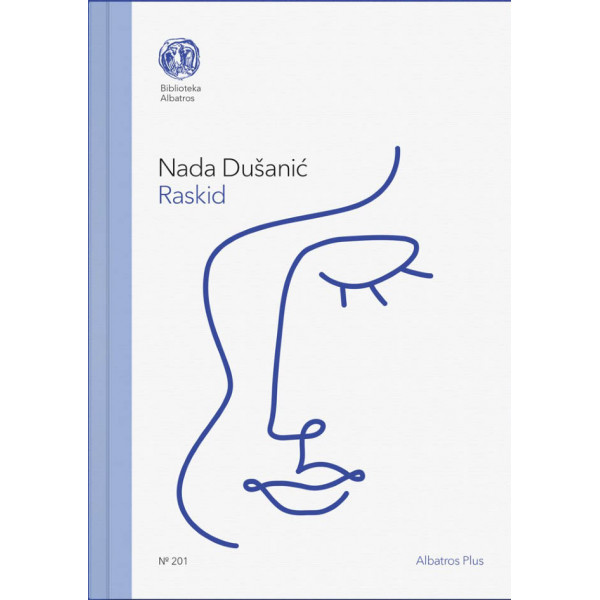 Biblioteka
Albatros
Nada Dušanić
Raskid
№ 201
Albatros Plus